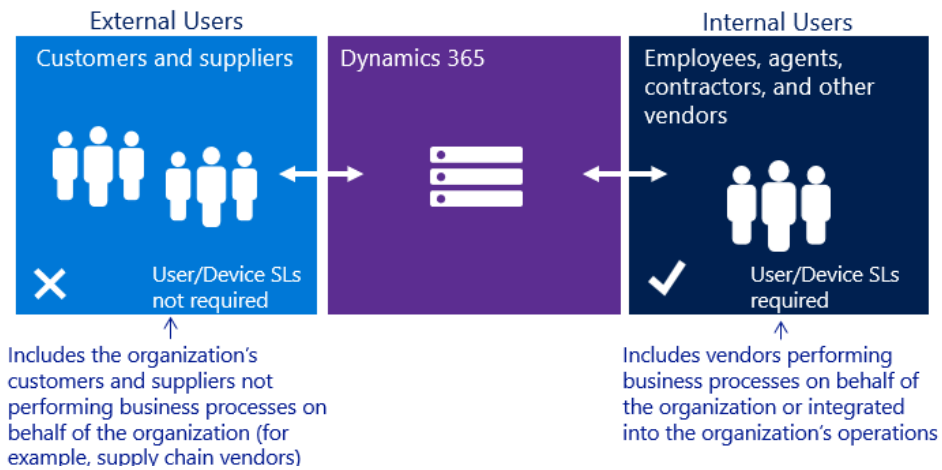 External Users
Internal Users
Customers and suppliers
Dynamics 365
Employees, agents,
contractors, and other
vendors
User/Device SLs
not required
User/Device SLs
required
Includes the organization's
customers and suppliers not
performing business processes on
behalf of the organization (for
example, supply chain vendors)
Includes vendors performing
business processes on behalf of
the organization or integrated
into the organization's operations